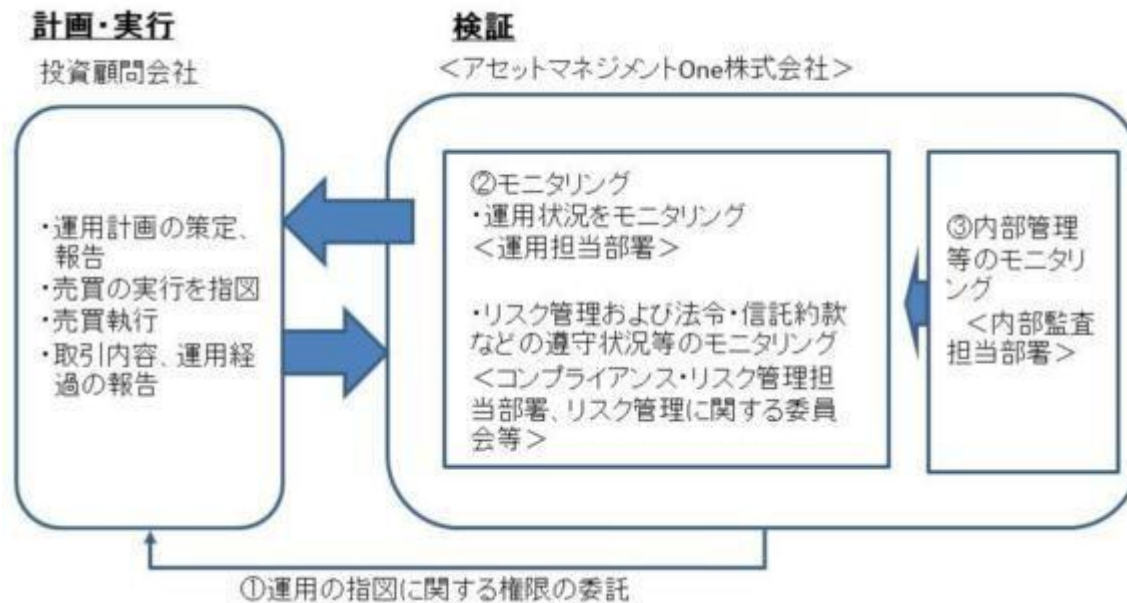 計画・実行
投資顧問会社
・運用計画の策定、
報告
・売買の実行を指図
・売買執行
・取引内容、運用経
過の報告
検証
＜アセットマネジメントOne株式会社＞
②モニタリング
・運用状況をモニタリング
＜運用担当部署＞
・リスク管理および法令・信託約款
などの遵守状況等のモニタリング
＜コンプライアンス・リスク管理担
当部署、リスク管理に関する委員
会等＞
③内部管理
等のモニタリ
ング
＜内部監査
担当部署＞
①運用の指図に関する権限の委託